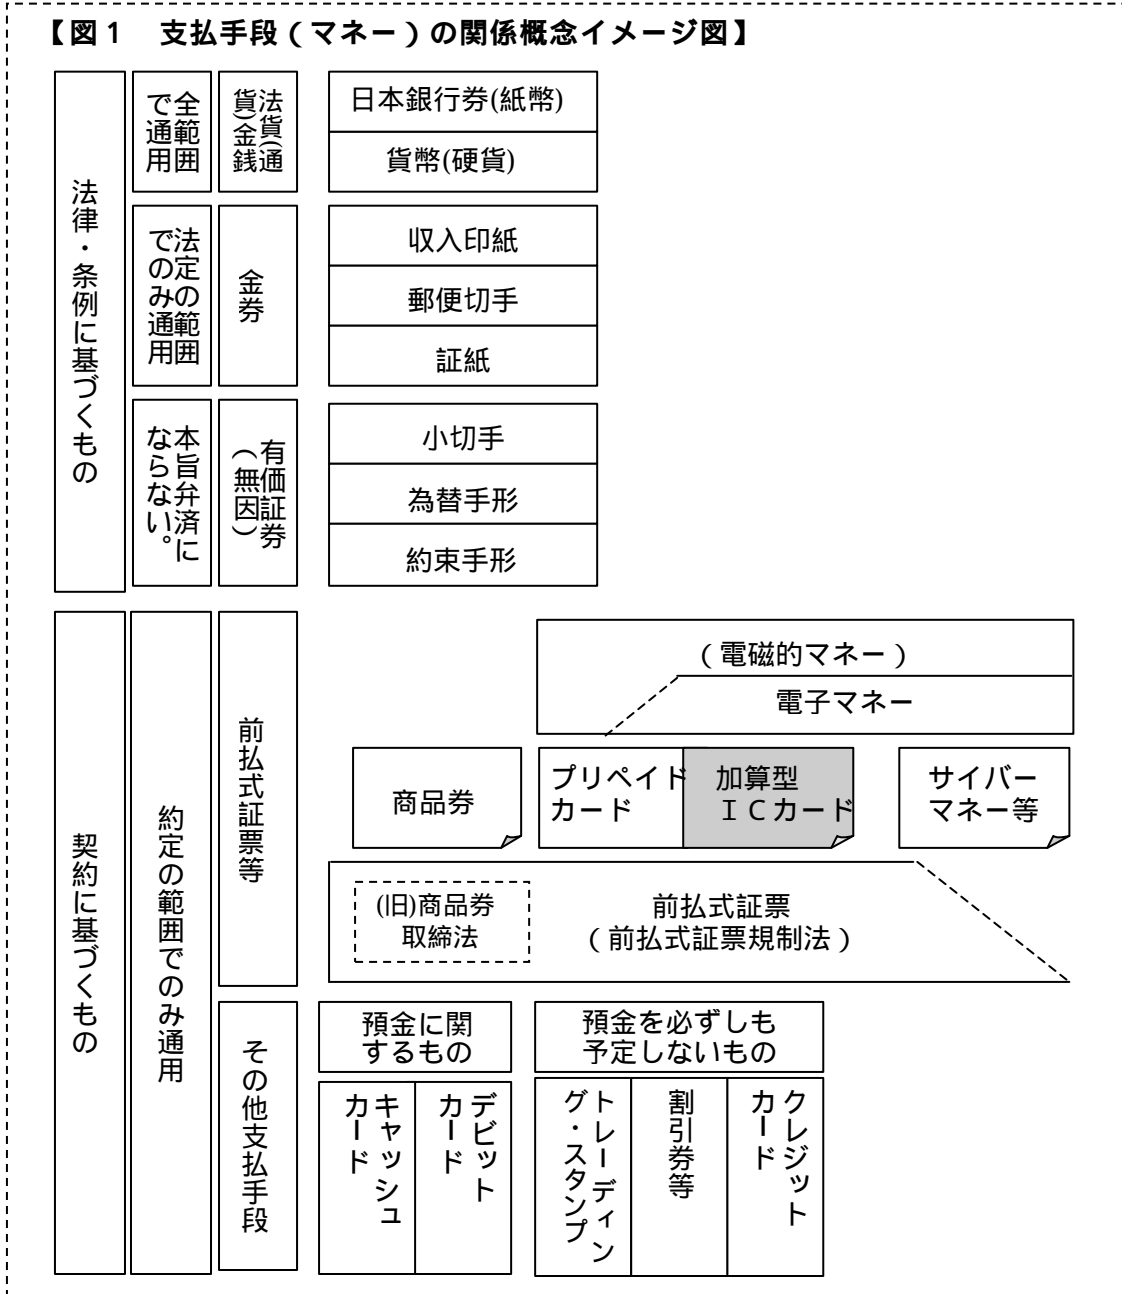 【図１　支払手段（マネー）の関係概念イメージ図】
法律・条例に基づくもの
全範囲
で通用
法貨(通
貨)金銭
日本銀行券(紙幣)
貨幣(硬貨)
法定の範囲
でのみ通用
金券
収入印紙
郵便切手
証紙
本旨弁済に
ならない。
有価証券
（無因）
小切手
為替手形
約束手形
契約に基づくもの
約定の範囲でのみ通用
前払式証票等
（電磁的マネー）
電子マネー
商品券
プリペイド
カード
加算型
ＩＣカード
サイバー
マネー等
(旧)商品券
取締法
前払式証票
（前払式証票規制法）
その他支払手段
預金に関
するもの
キャッシュ
カード
デビット
カード
預金を必ずしも
予定しないもの
トレーディン
グ・スタンプ
割引券等
クレジット
カード